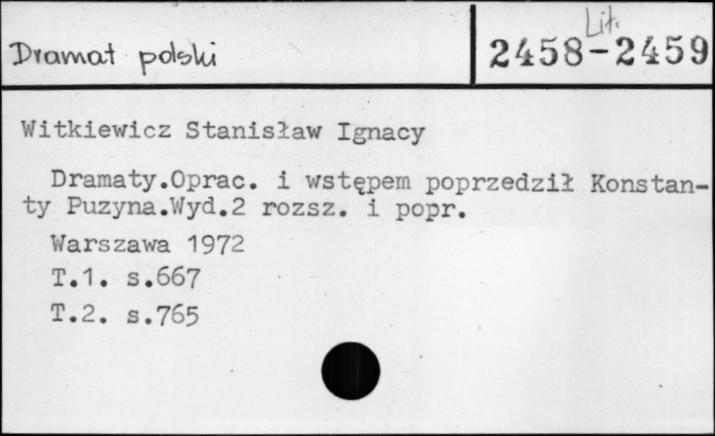 Dramat polski
Lit.
2458-2459
Witkiewicz Stanisław Ignacy
Dramaty.Oprac. i wstępem poprzedził Konstan-
ty Puzyna.Wyd.2 rozsz. i popr.
Warszawa 1972
T.1. s.667
T.2. s.765